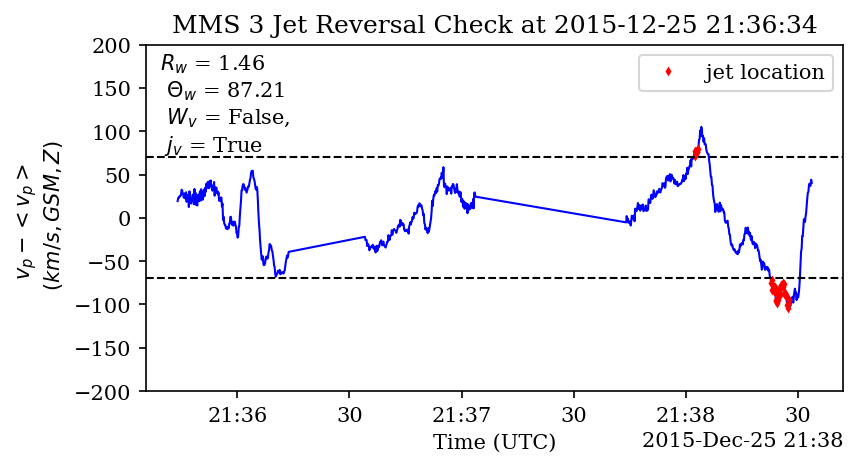 MMS 3 Jet Reversal Check at 2015-12-25 21:36:34
R_w = 1.46
Θ_w = 87.21
W_v = False,
j_v = True
jet location
v_p − < v_p >
(km/s, GSM, Z)
200
150
100
50
0
−50
−100
−150
−200
21:36 30 21:37 30 21:38 30
Time (UTC)
2015-Dec-25 21:38